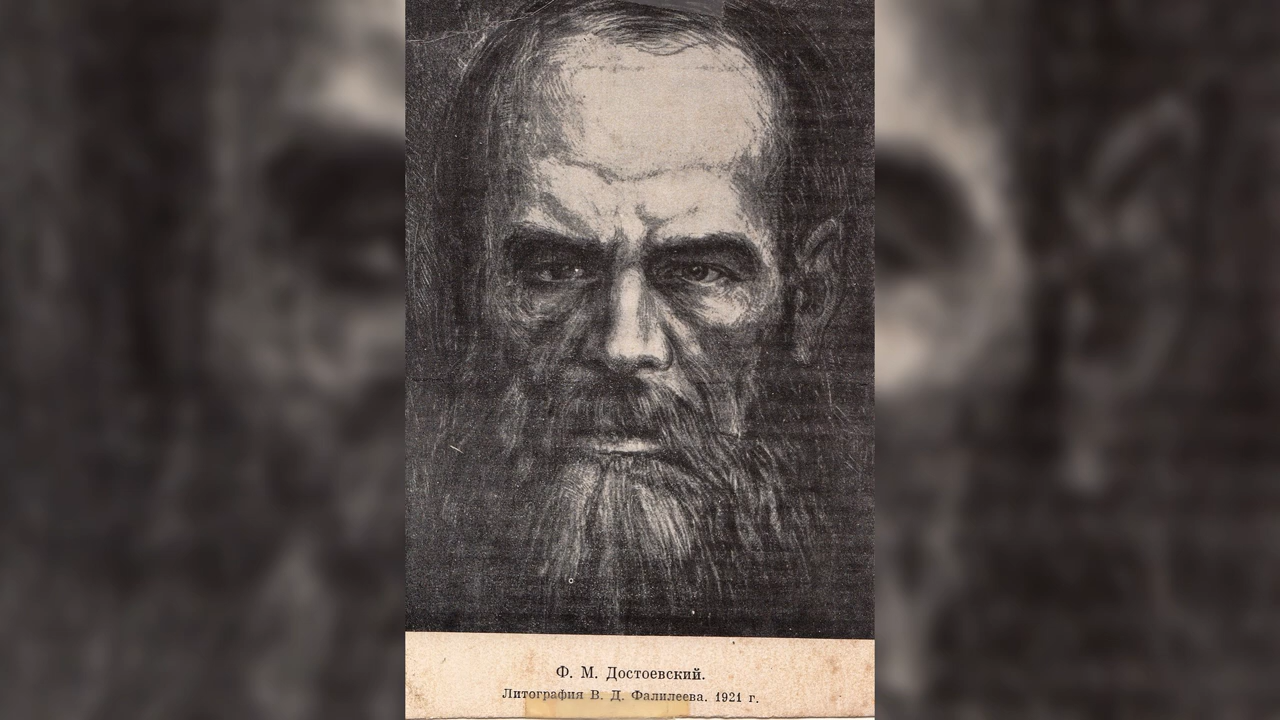 Ф. М. Достоевский.
Литография В. Д. Фалилеева. 1921 г.